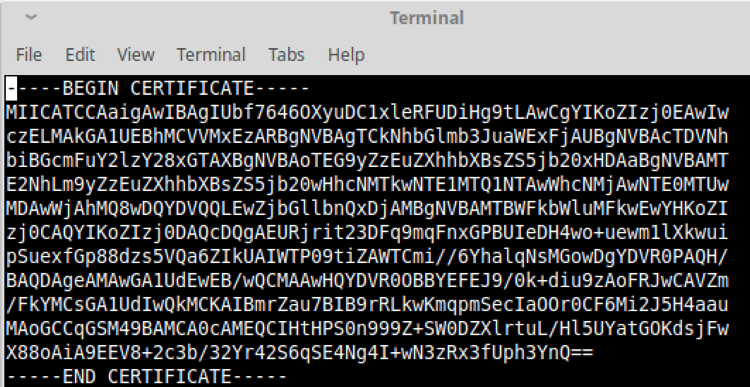 Terminal
File Edit View Terminal Tabs Help
-----BEGIN CERTIFICATE-----
MIICATCCAaigAwIBAgIUbf7646OXyuDC1xleRFUDiHg9tLAwCgYIKoZIzj0EAwIw
czELMAkGA1UEBhMCVVMxEzARBgNVBAgTCkNhbGlmb3JuaWExFjAUBgNVBAcTDVNh
biBGcmFuY2lzY28xGTAXBgNVBAoTEG9yZzEuZXhhbXBsZS5jb20xHDAaBgNVBAMT
E2NhLm9yZzEuZXhhbXBsZS5jb20wHhcNMTkwNTE1MTQ1NTAwWhcNMjAwNTE0MTUw
MDAwWjAhMQ8wDQYDVQQLEwZjbGllbnQxDjAMBgNVBAMTBWFkbWluMFkwEwYHKoZI
zj0CAQYIKoZIzj0DAQcDQgAEURjrit23DFq9mqFnxGPBUIeDH4wo+uewm1lXkwui
pSuexfGp88dzs5VQa6ZIkUAIWTP09tiZAWTCmi//6YhalqNsMGowDgYDVR0PAQH/
BAQDAgeAMAwGA1UdEwEB/wQCMAAwHQYDVR0OBBYEFEJ9/0k+diu9zAoFRJwCAVZm
/FkYMCsGA1UdIwQkMCKAIBmrZau7BIB9rRLkwKmqpmSecIaOOr0CF6Mi2J5H4aau
MAoGCCqGSM49BAMCA0cAMEQCIHtHPS0n999Z+SW0DZXlrtuL/Hl5UYatGOKdsjFw
X88oAiA9EEV8+2c3b/32Yr42S6qSE4Ng4I+wN3zRx3fUph3YnQ==
-----END CERTIFICATE-----